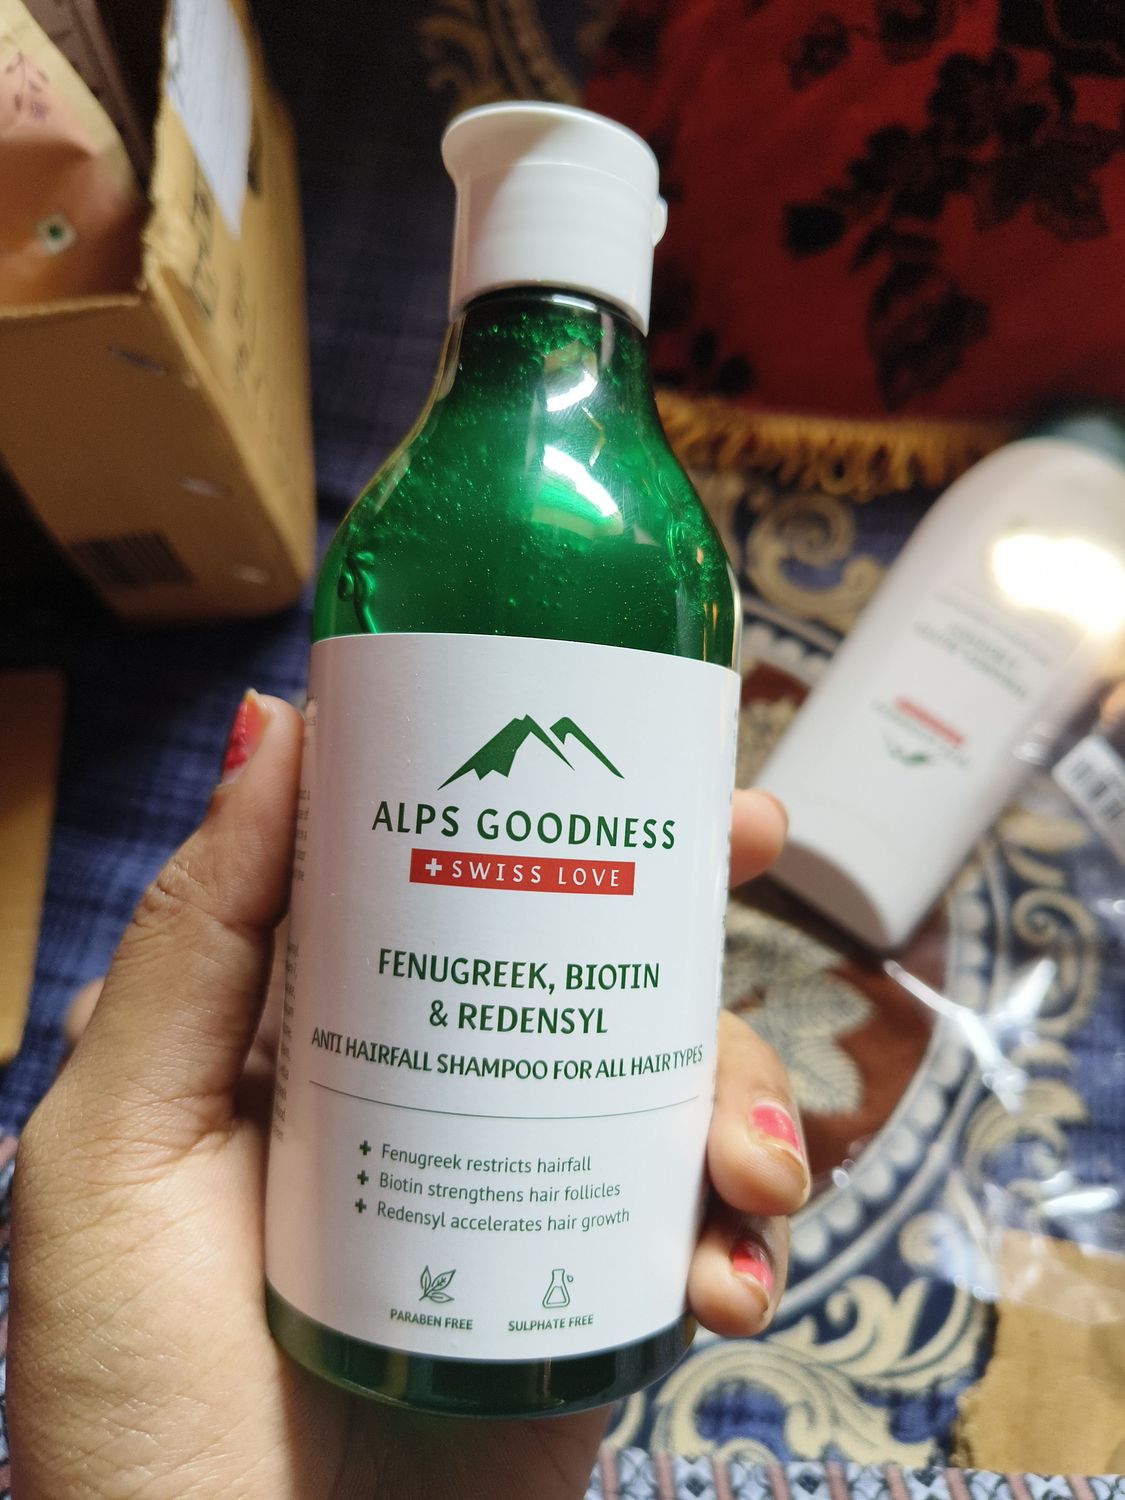 ALPS GOODNESS
+ SWISS LOVE
FENUGREEK, BIOTIN
& REDENSYL
ANTI HAIRFALL SHAMPOO FOR ALL HAIR TYPES
+ Fenugreek restricts hairfall
+ Biotin strengthens hair follicles
+ Redensyl accelerates hair growth
PARABEN FREE SULPHATE FREE